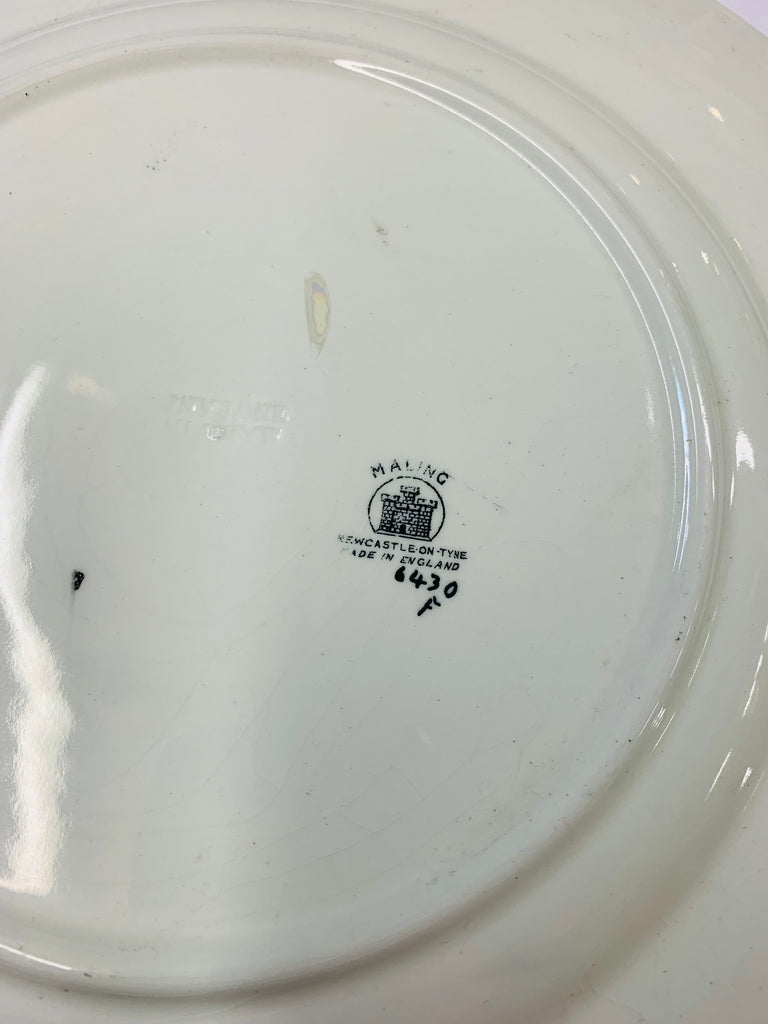 MALING
NEWCASTLE-ON-TYNE
MADE IN ENGLAND
6430
F